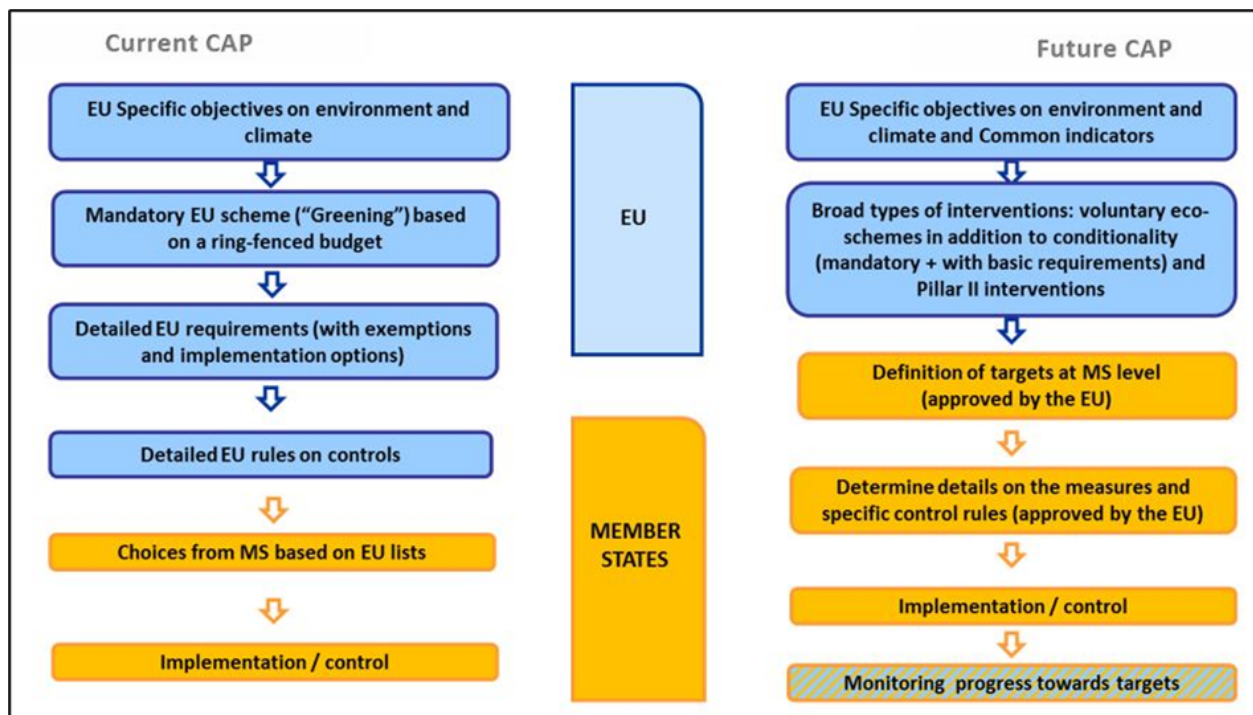 Current CAP
EU Specific objectives on environment and
climate
Mandatory EU scheme (“Greening”) based
on a ring-fenced budget
Detailed EU requirements (with exemptions
and implementation options)
Detailed EU rules on controls
Choices from MS based on EU lists
Implementation / control
EU
MEMBER
STATES
Future CAP
EU Specific objectives on environment and
climate and Common indicators
Broad types of interventions: voluntary eco-
schemes in addition to conditionality
(mandatory + with basic requirements) and
Pillar II interventions
Definition of targets at MS level
(approved by the EU)
Determine details on the measures and
specific control rules (approved by the EU)
Implementation / control
Monitoring progress towards targets